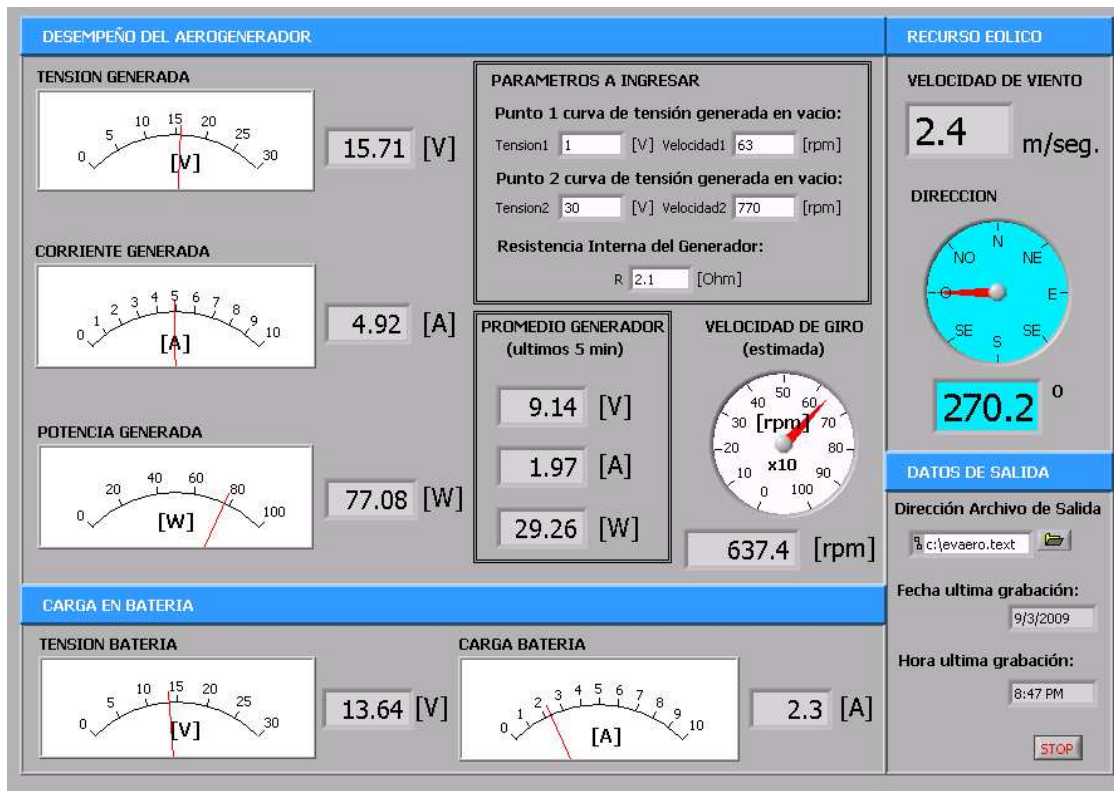 DESEMPEÑO DEL AEROGENERADOR
TENSION GENERADA
0 5 10 15 20 25 30
[V]
15.71 [V]
CORRIENTE GENERADA
0 1 2 3 4 5 6 7 8 9 10
[A]
4.92 [A]
POTENCIA GENERADA
0 20 40 60 80 100
[W]
77.08 [W]
PARAMETROS A INGRESAR
Punto 1 curva de tensión generada en vacio:
Tension1 1 [V] Velocidad1 63 [rpm]
Punto 2 curva de tensión generada en vacio:
Tension2 30 [V] Velocidad2 770 [rpm]
Resistencia Interna del Generador:
R 2.1 [Ohm]
PROMEDIO GENERADOR
(ultimos 5 min)
9.14 [V]
1.97 [A]
29.26 [W]
VELOCIDAD DE GIRO
(estimada)
0 10 20 30 40 50 60 70 80 90 100
[rpm]
x10
637.4 [rpm]
RECURSO EOLICO
VELOCIDAD DE VIENTO
2.4 m/seg.
DIRECCION
N
NO NE
O E
SE SE
S
270.2 º
DATOS DE SALIDA
Dirección Archivo de Salida
c:\evaero.text
Fecha ultima grabación:
9/3/2009
Hora ultima grabación:
8:47 PM
STOP
CARGA EN BATERIA
TENSION BATERIA
0 5 10 15 20 25 30
[V]
13.64 [V]
CARGA BATERIA
0 1 2 3 4 5 6 7 8 9 10
[A]
2.3 [A]